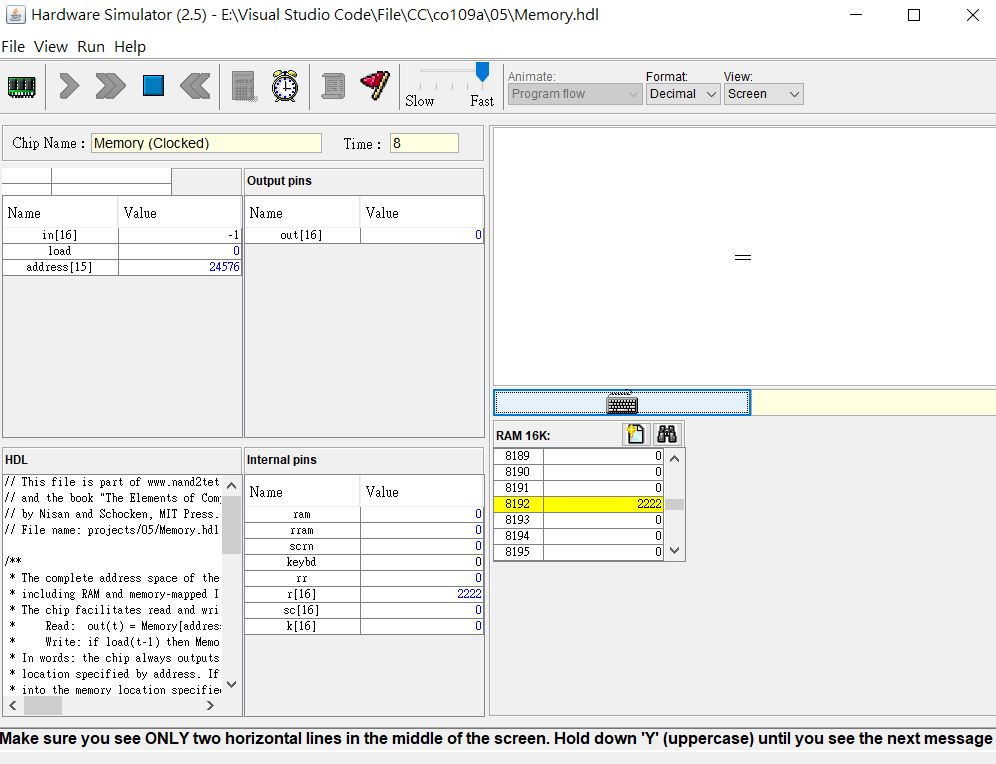 Hardware Simulator (2.5) - E:\Visual Studio Code\File\CC\co109a\05\Memory.hdl
File View Run Help
Slow Fast
Animate:
Program flow
Format:
Decimal
View:
Screen
Chip Name : Memory (Clocked) Time : 8
Name Value
in[16] -1
load 0
address[15] 24576
Output pins
Name Value
out[16] 0
HDL
// This file is part of www.nand2tet
// and the book "The Elements of Com
// by Nisan and Schocken, MIT Press.
// File name: projects/05/Memory.hdl
/**
* The complete address space of the
* including RAM and memory-mapped I
* The chip facilitates read and wri
* Read: out(t) = Memory[addres
* Write: if load(t-1) then Memo
* In words: the chip always outputs
* location specified by address. If
* into the memory location specifie
Internal pins
Name Value
ram 0
rram 0
scrn 0
keybd 0
rr 0
r[16] 2222
sc[16] 0
k[16] 0
RAM 16K:
8189 0
8190 0
8191 0
8192 2222
8193 0
8194 0
8195 0
Make sure you see ONLY two horizontal lines in the middle of the screen. Hold down 'Y' (uppercase) until you see the next message